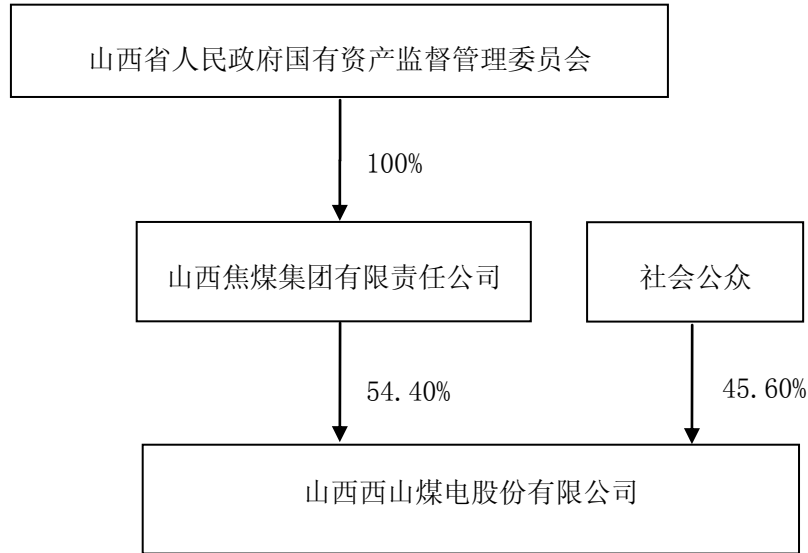 山西省人民政府国有资产监督管理委员会
100%
山西焦煤集团有限责任公司
社会公众
54.40%
45.60%
山西西山煤电股份有限公司